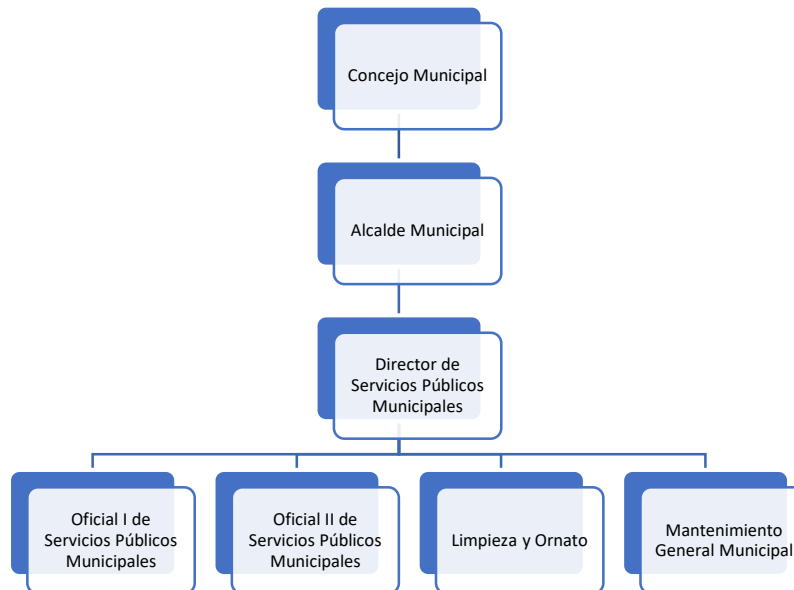 Concejo Municipal
Alcalde Municipal
Director de
Servicios Públicos
Municipales
Oficial I de
Servicios Públicos
Municipales
Oficial II de
Servicios Públicos
Municipales
Limpieza y Ornato
Mantenimiento
General Municipal